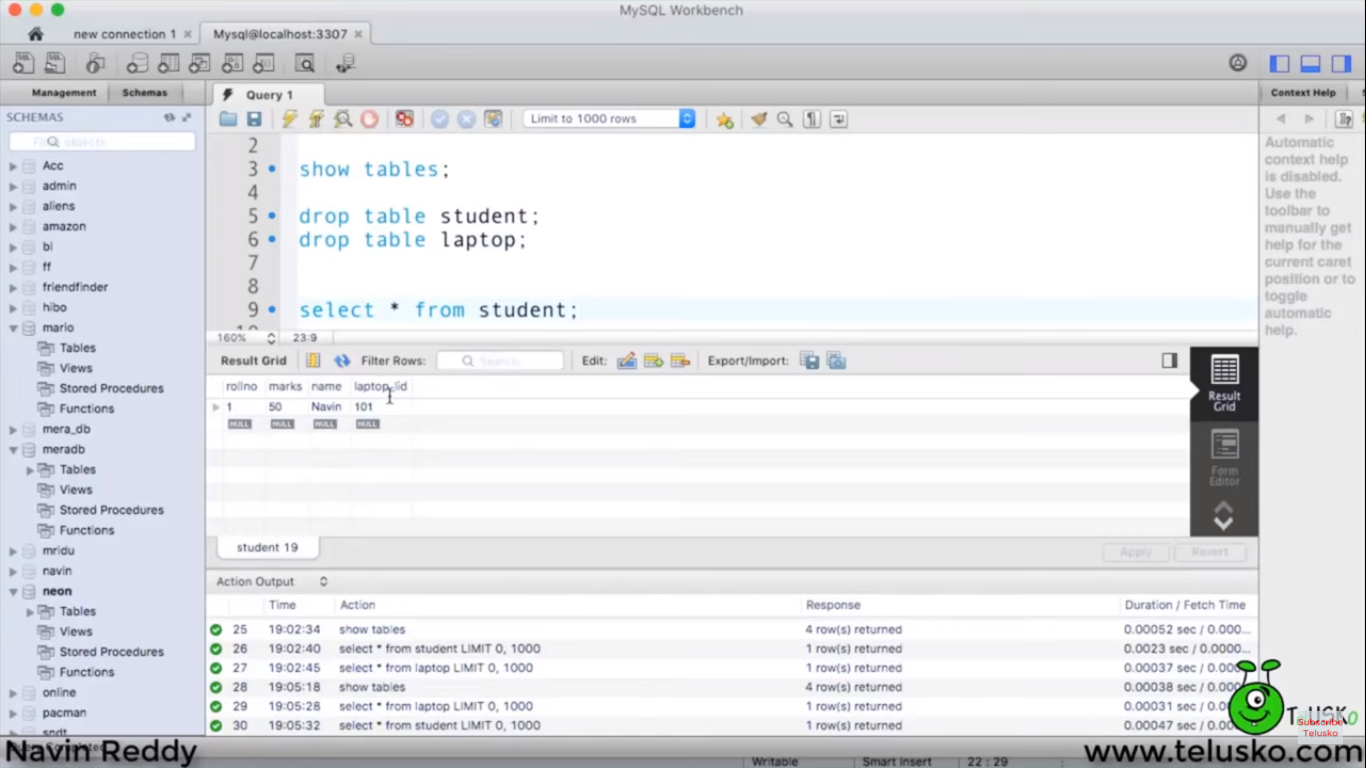 MySQL Workbench
new connection 1 × Mysql@localhost:3307 ×
Management Schemas
Query 1
Context Help
SCHEMAS
Limit to 1000 rows
objects
Acc
admin
aliens
amazon
bl
ff
friendfinder
hibo
mario
Tables
Views
Stored Procedures
Functions
mera_db
meradb
Tables
Views
Stored Procedures
Functions
mridu
navin
neon
Tables
Views
Stored Procedures
Functions
online
pacman
2
3 show tables;
4
5 drop table student;
6 drop table laptop;
7
8
9 select * from student;
160% 23:9
Result Grid Filter Rows: Search Edit: Export/Import:
rollno marks name laptop_lid
1 50 Navin 101
NULL NULL NULL NULL
Result
Grid
Form
Editor
student 19
Apply Revert
Action Output
Time Action Response Duration / Fetch Time
25 19:02:34 show tables 4 row(s) returned 0.00052 sec / 0.0000...
26 19:02:40 select * from student LIMIT 0, 1000 1 row(s) returned 0.0023 sec / 0.0000...
27 19:02:45 select * from laptop LIMIT 0, 1000 1 row(s) returned 0.00037 sec / 0.0000...
28 19:05:18 show tables 4 row(s) returned 0.00038 sec / 0.000...
29 19:05:28 select * from laptop LIMIT 0, 1000 1 row(s) returned 0.00031 sec / 0.000...
30 19:05:32 select * from student LIMIT 0, 1000 1 row(s) returned 0.00047 sec / 0.000...
Automatic
context help
is disabled.
Use the
toolbar to
manually get
help for the
current caret
position or to
toggle
automatic
help.
Subscribe
Telusko
Navin Reddy
www.telusko.com
Writable Smart Insert 22 : 29